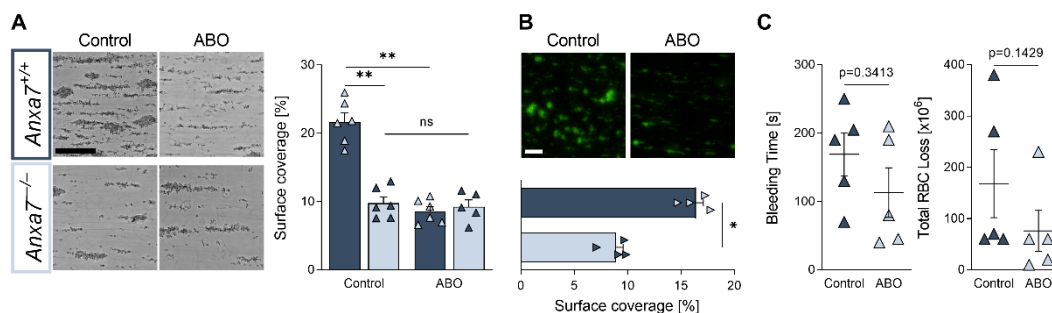 A
Control
ABO
Anxa7+/+
Anxa7−/−
Surface coverage [%]
30
20
10
0
**
**
ns
Control
ABO
B
Control
ABO
*
0
5
10
15
20
Surface coverage [%]
C
p=0.3413
Bleeding Time [s]
300
200
100
0
Control
ABO
p=0.1429
Total RBC Loss [x10⁶]
400
300
200
100
0
Control
ABO